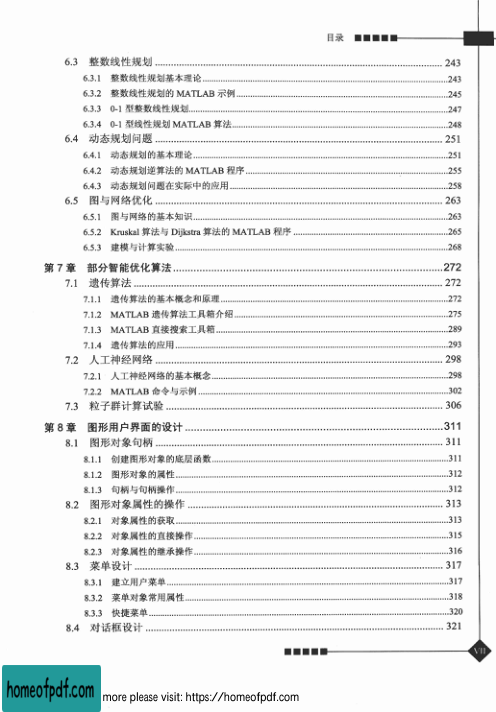 目录
6.3 整数线性规划 243
6.3.1 整数线性规划基本理论 243
6.3.2 整数线性规划的 MATLAB 示例 245
6.3.3 0-1 型整数线性规划 247
6.3.4 0-1 型线性规划 MATLAB 算法 248
6.4 动态规划问题 251
6.4.1 动态规划的基本理论 251
6.4.2 动态规划逆算法的 MATLAB 程序 255
6.4.3 动态规划问题在实际中的应用 258
6.5 图与网络优化 263
6.5.1 图与网络的基本知识 263
6.5.2 Kruskal 算法与 Dijkstra 算法的 MATLAB 程序 265
6.5.3 建模与计算实验 268
第 7 章 部分智能优化算法 272
7.1 遗传算法 272
7.1.1 遗传算法的基本概念和原理 272
7.1.2 MATLAB 遗传算法工具箱介绍 275
7.1.3 MATLAB 直接搜索工具箱 289
7.1.4 遗传算法的应用 293
7.2 人工神经网络 298
7.2.1 人工神经网络的基本概念 298
7.2.2 MATLAB 命令与示例 302
7.3 粒子群计算试验 306
第 8 章 图形用户界面的设计 311
8.1 图形对象句柄 311
8.1.1 创建图形对象的底层函数 311
8.1.2 图形对象的属性 312
8.1.3 句柄与句柄操作 312
8.2 图形对象属性的操作 313
8.2.1 对象属性的获取 313
8.2.2 对象属性的直接操作 315
8.2.3 对象属性的继承操作 316
8.3 菜单设计 317
8.3.1 建立用户菜单 317
8.3.2 菜单对象常用属性 318
8.3.3 快捷菜单 320
8.4 对话框设计 321
VII
homeofpdf.com more please visit: https://homeofpdf.com